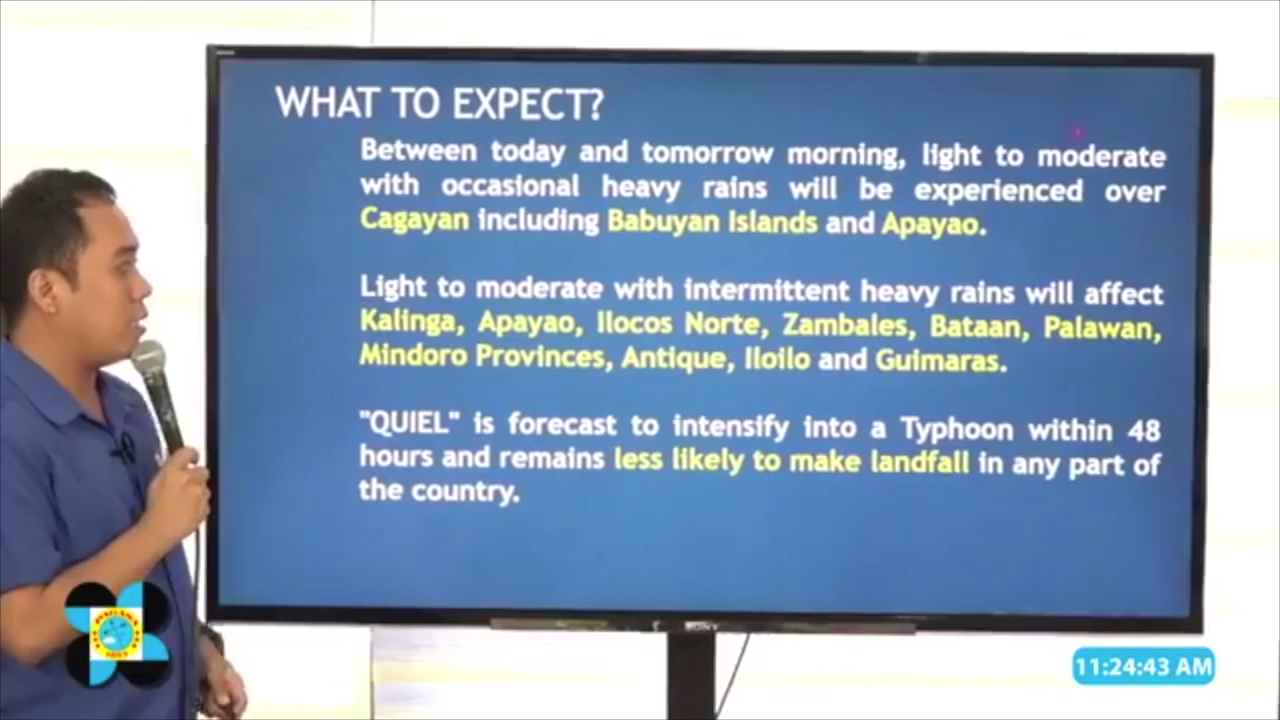 WHAT TO EXPECT?
Between today and tomorrow morning, light to moderate
with occasional heavy rains will be experienced over
Cagayan including Babuyan Islands and Apayao.
Light to moderate with intermittent heavy rains will affect
Kalinga, Apayao, Ilocos Norte, Zambales, Bataan, Palawan,
Mindoro Provinces, Antique, Iloilo and Guimaras.
"QUIEL" is forecast to intensify into a Typhoon within 48
hours and remains less likely to make landfall in any part of
the country.
SONY
PAGASA
11:24:43 AM